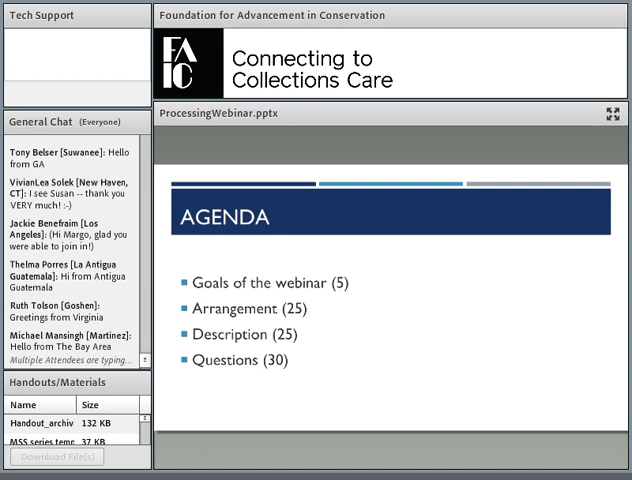 Tech Support
Foundation for Advancement in Conservation
FAIC
Connecting to
Collections Care
General Chat (Everyone)
Tony Belser [Suwanee]: Hello
from GA
VivianLea Solek [New Haven,
CT]: I see Susan -- thank you
VERY much! :-)
Jackie Benefraim [Los
Angeles]: (Hi Margo, glad you
were able to join in!)
Thelma Porres [La Antigua
Guatemala]: Hi from Antigua
Guatemala
Ruth Tolson [Goshen]:
Greetings from Virginia
Michael Mansingh [Martinez]:
Hello from The Bay Area
Multiple Attendees are typing...
Handouts/Materials
Name Size
Handout_archiv 132 KB
MSS series temp 37 KB
Download File(s)
ProcessingWebinar.pptx
AGENDA
Goals of the webinar (5)
Arrangement (25)
Description (25)
Questions (30)